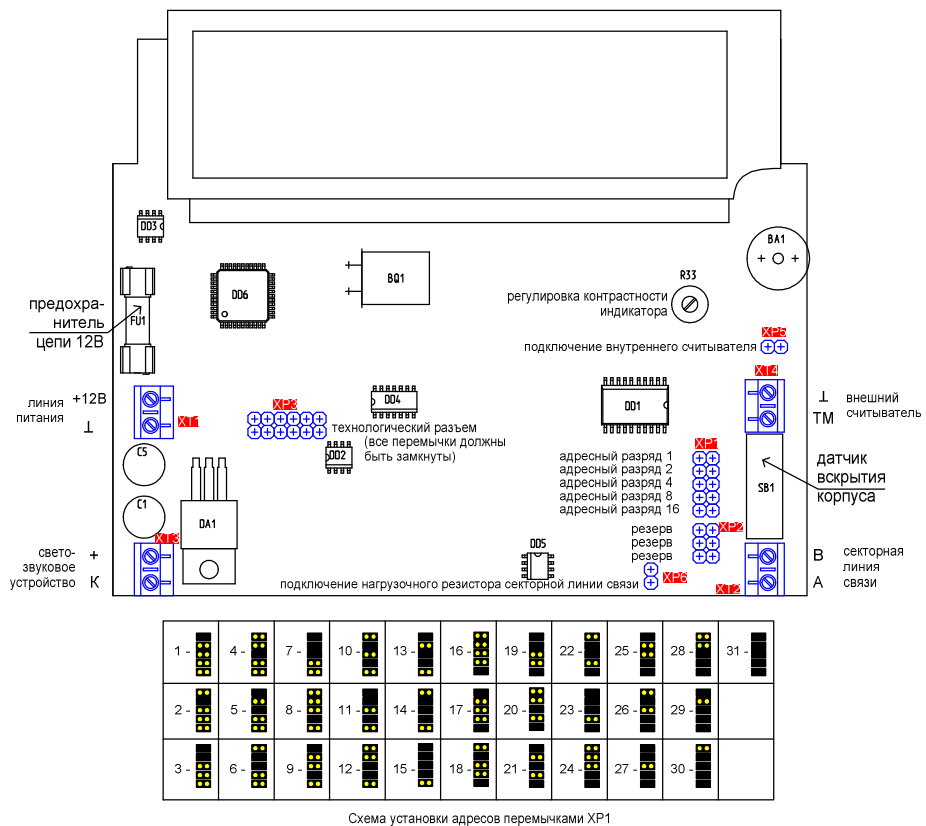 DD3
BA1
BQ1
DD6
R33
предохра-
нитель
цепи 12В
FU1
регулировка контрастности
индикатора
XP5
подключение внутреннего считывателя
XT4
линия
питания
+12В
⊥
XT1
XP3
DD4
DD1
⊥
TM
внешний
считыватель
технологический разъем
(все перемычки должны
быть замкнуты)
DD2
XP1
адресный разряд 1
адресный разряд 2
адресный разряд 4
адресный разряд 8
адресный разряд 16
датчик
вскрытия
корпуса
SB1
C5
C1
DA1
XT3
XP2
резерв
резерв
резерв
DD5
свето-
звуковое
устройство
+
К
подключение нагрузочного резистора секторной линии связи
XP6
XT2
B
A
секторная
линия
связи
1 - 4 - 7 - 10 - 13 - 16 - 19 - 22 - 25 - 28 - 31 -
2 - 5 - 8 - 11 - 14 - 17 - 20 - 23 - 26 - 29 -
3 - 6 - 9 - 12 - 15 - 18 - 21 - 24 - 27 - 30 -
Схема установки адресов перемычками XP1